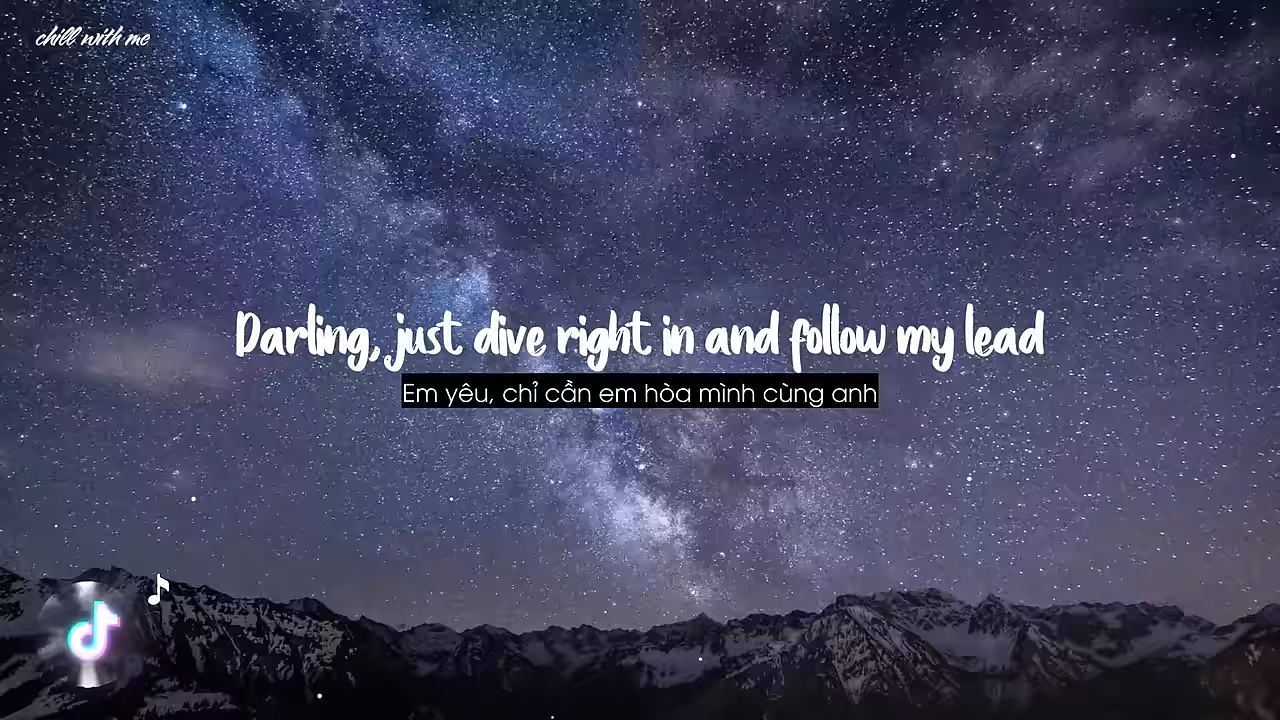 chill with me
Darling, just dive right in and follow my lead
Em yêu, chỉ cần em hòa mình cùng anh